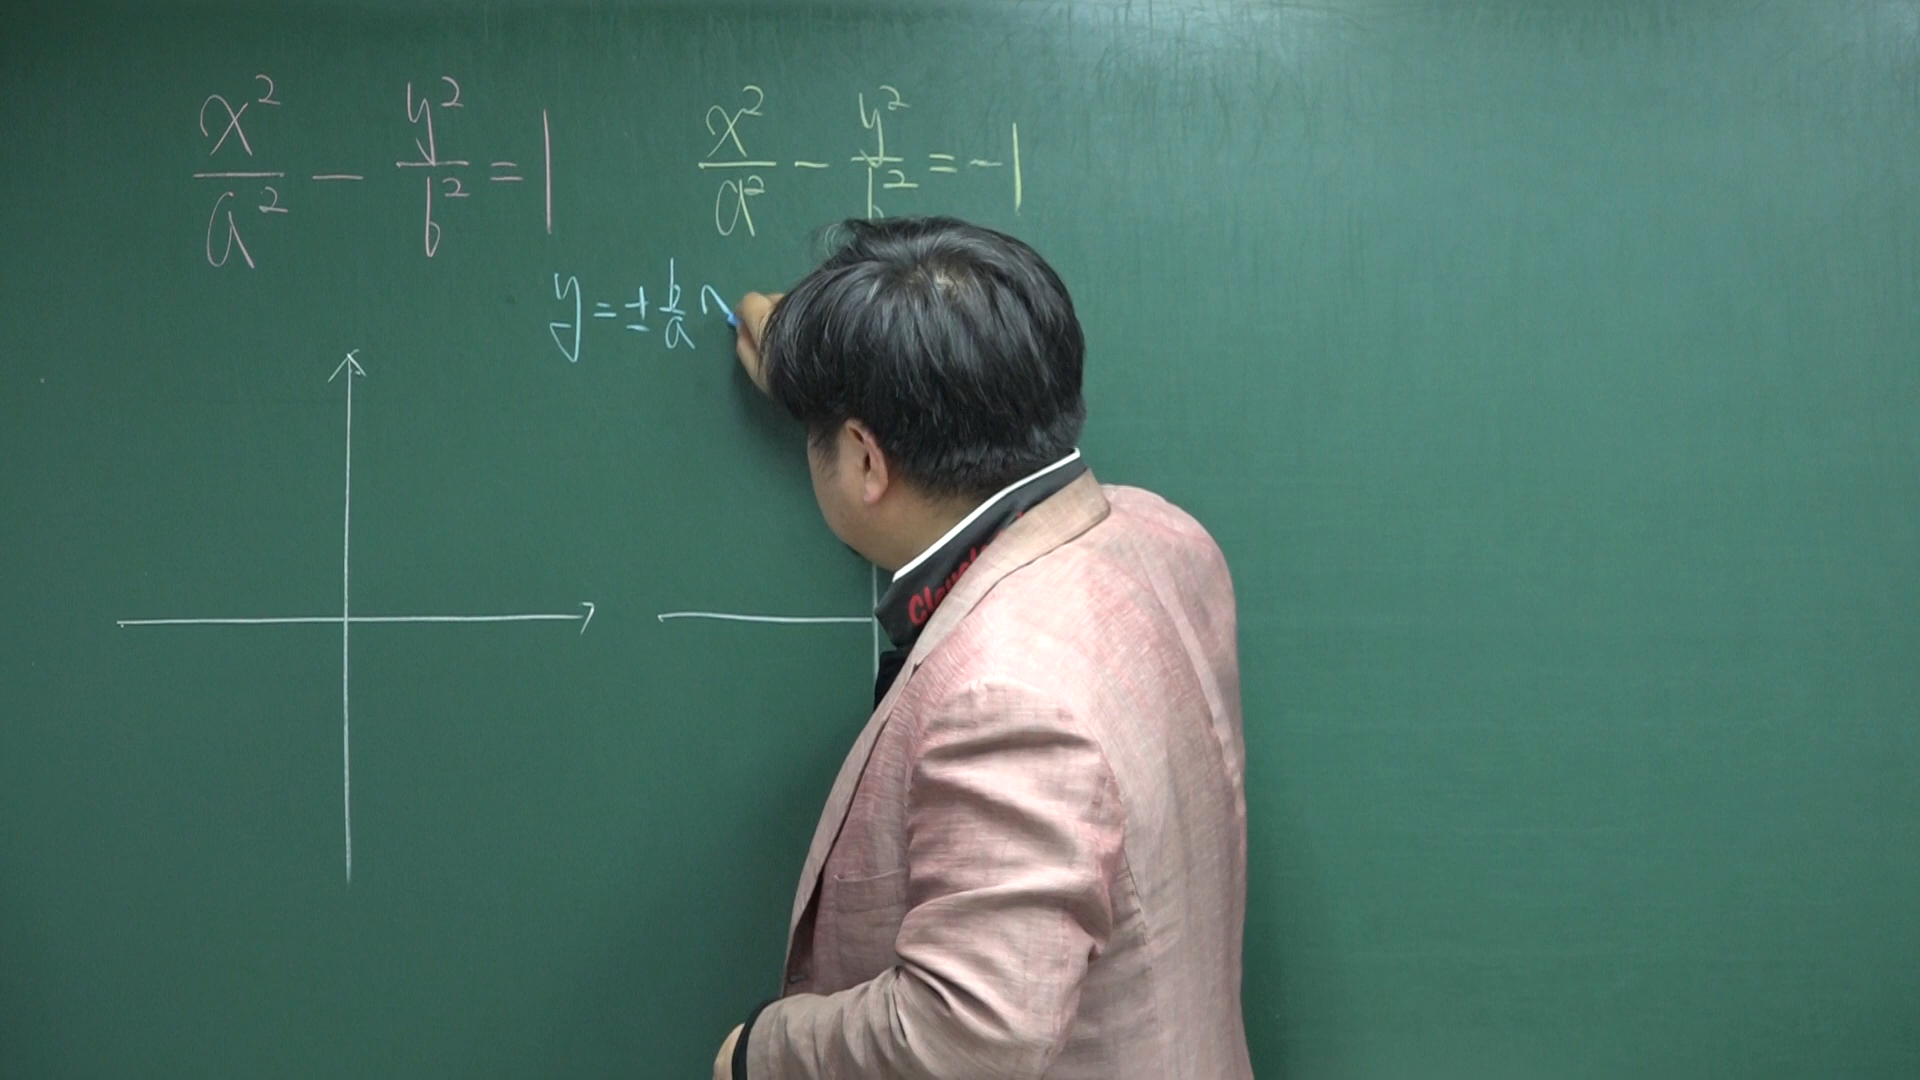 x²/a² − y²/b² = 1
x²/a² − y²/b² = −1
y = ± b/a